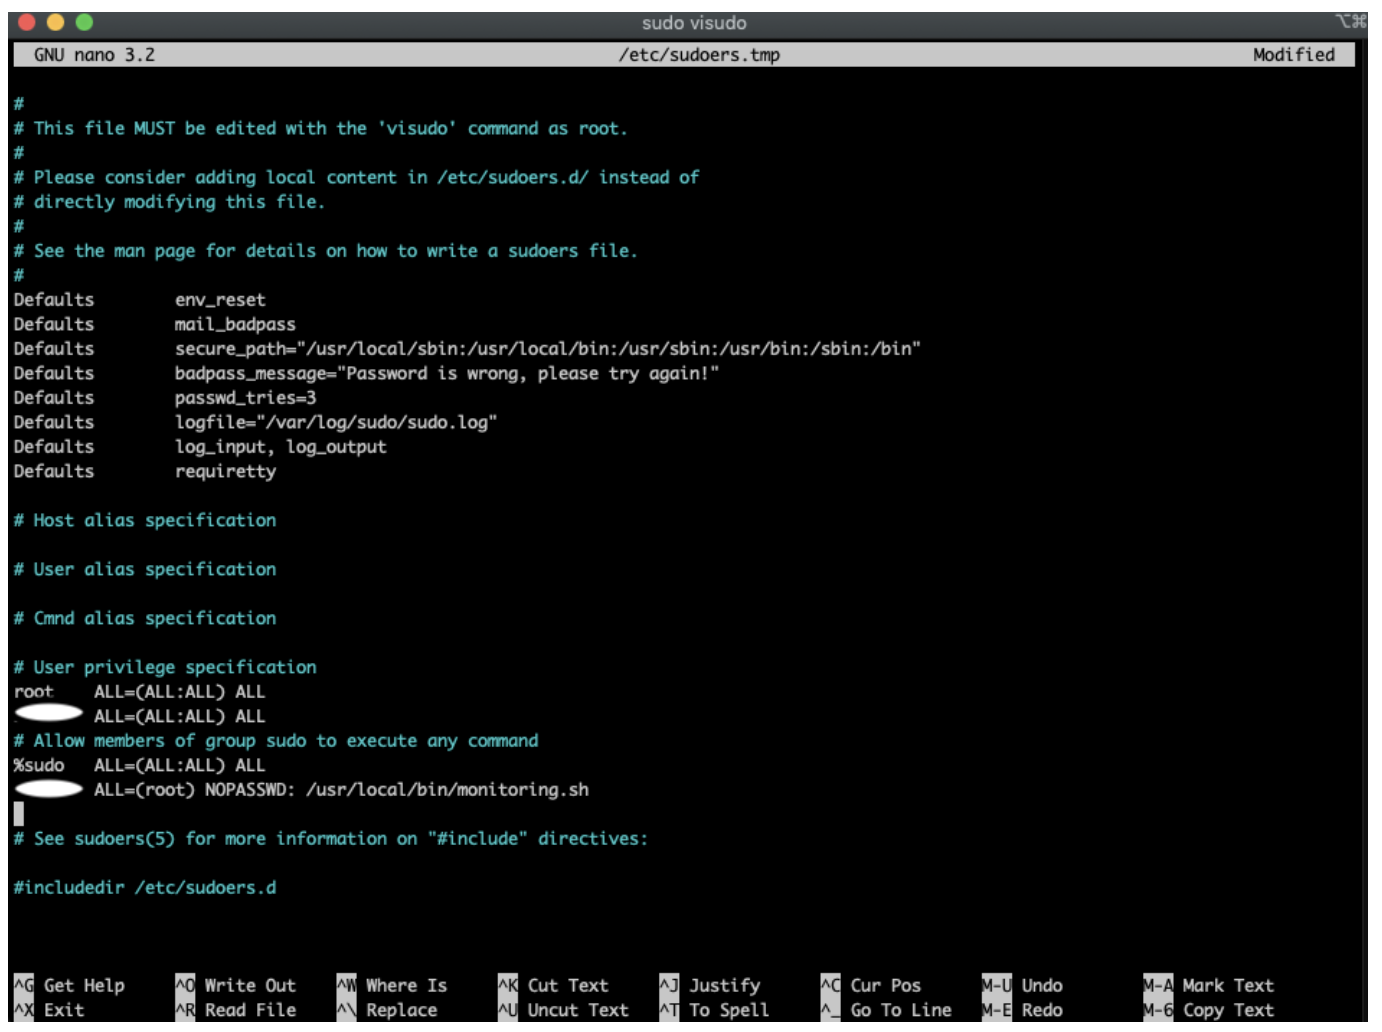 sudo visudo ⌥⌘
GNU nano 3.2 /etc/sudoers.tmp Modified
#
# This file MUST be edited with the 'visudo' command as root.
#
# Please consider adding local content in /etc/sudoers.d/ instead of
# directly modifying this file.
#
# See the man page for details on how to write a sudoers file.
#
Defaults env_reset
Defaults mail_badpass
Defaults secure_path="/usr/local/sbin:/usr/local/bin:/usr/sbin:/usr/bin:/sbin:/bin"
Defaults badpass_message="Password is wrong, please try again!"
Defaults passwd_tries=3
Defaults logfile="/var/log/sudo/sudo.log"
Defaults log_input, log_output
Defaults requiretty
# Host alias specification
# User alias specification
# Cmnd alias specification
# User privilege specification
root ALL=(ALL:ALL) ALL
ALL=(ALL:ALL) ALL
# Allow members of group sudo to execute any command
%sudo ALL=(ALL:ALL) ALL
ALL=(root) NOPASSWD: /usr/local/bin/monitoring.sh
# See sudoers(5) for more information on "#include" directives:
#includedir /etc/sudoers.d
^G Get Help ^O Write Out ^W Where Is ^K Cut Text ^J Justify ^C Cur Pos M-U Undo M-A Mark Text
^X Exit ^R Read File ^\ Replace ^U Uncut Text ^T To Spell ^_ Go To Line M-E Redo M-6 Copy Text